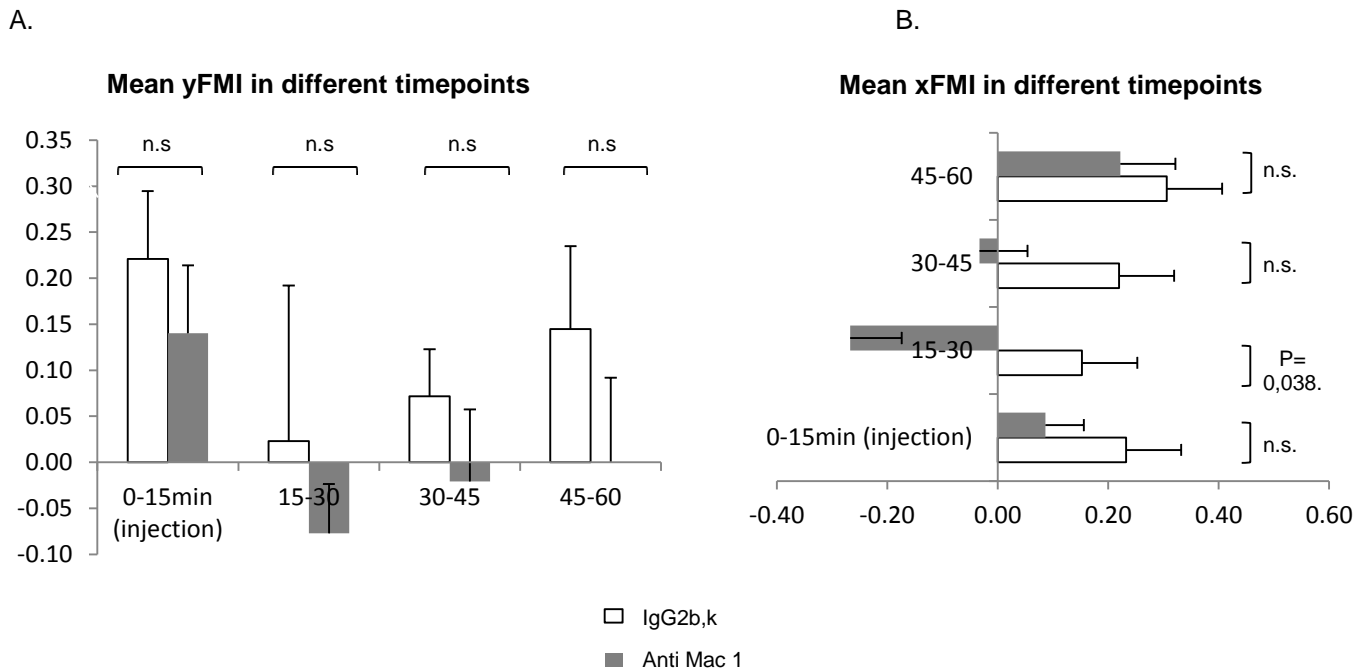 A.
B.
Mean yFMI in different timepoints
Mean xFMI in different timepoints
0.35
0.30
0.25
0.20
0.15
0.10
0.05
0.00
-0.05
-0.10
n.s
n.s
n.s
n.s
0-15min
(injection)
15-30
30-45
45-60
45-60
30-45
15-30
0-15min (injection)
n.s.
n.s.
P=
0,038.
n.s.
-0.40
-0.20
0.00
0.20
0.40
0.60
IgG2b,k
Anti Mac 1